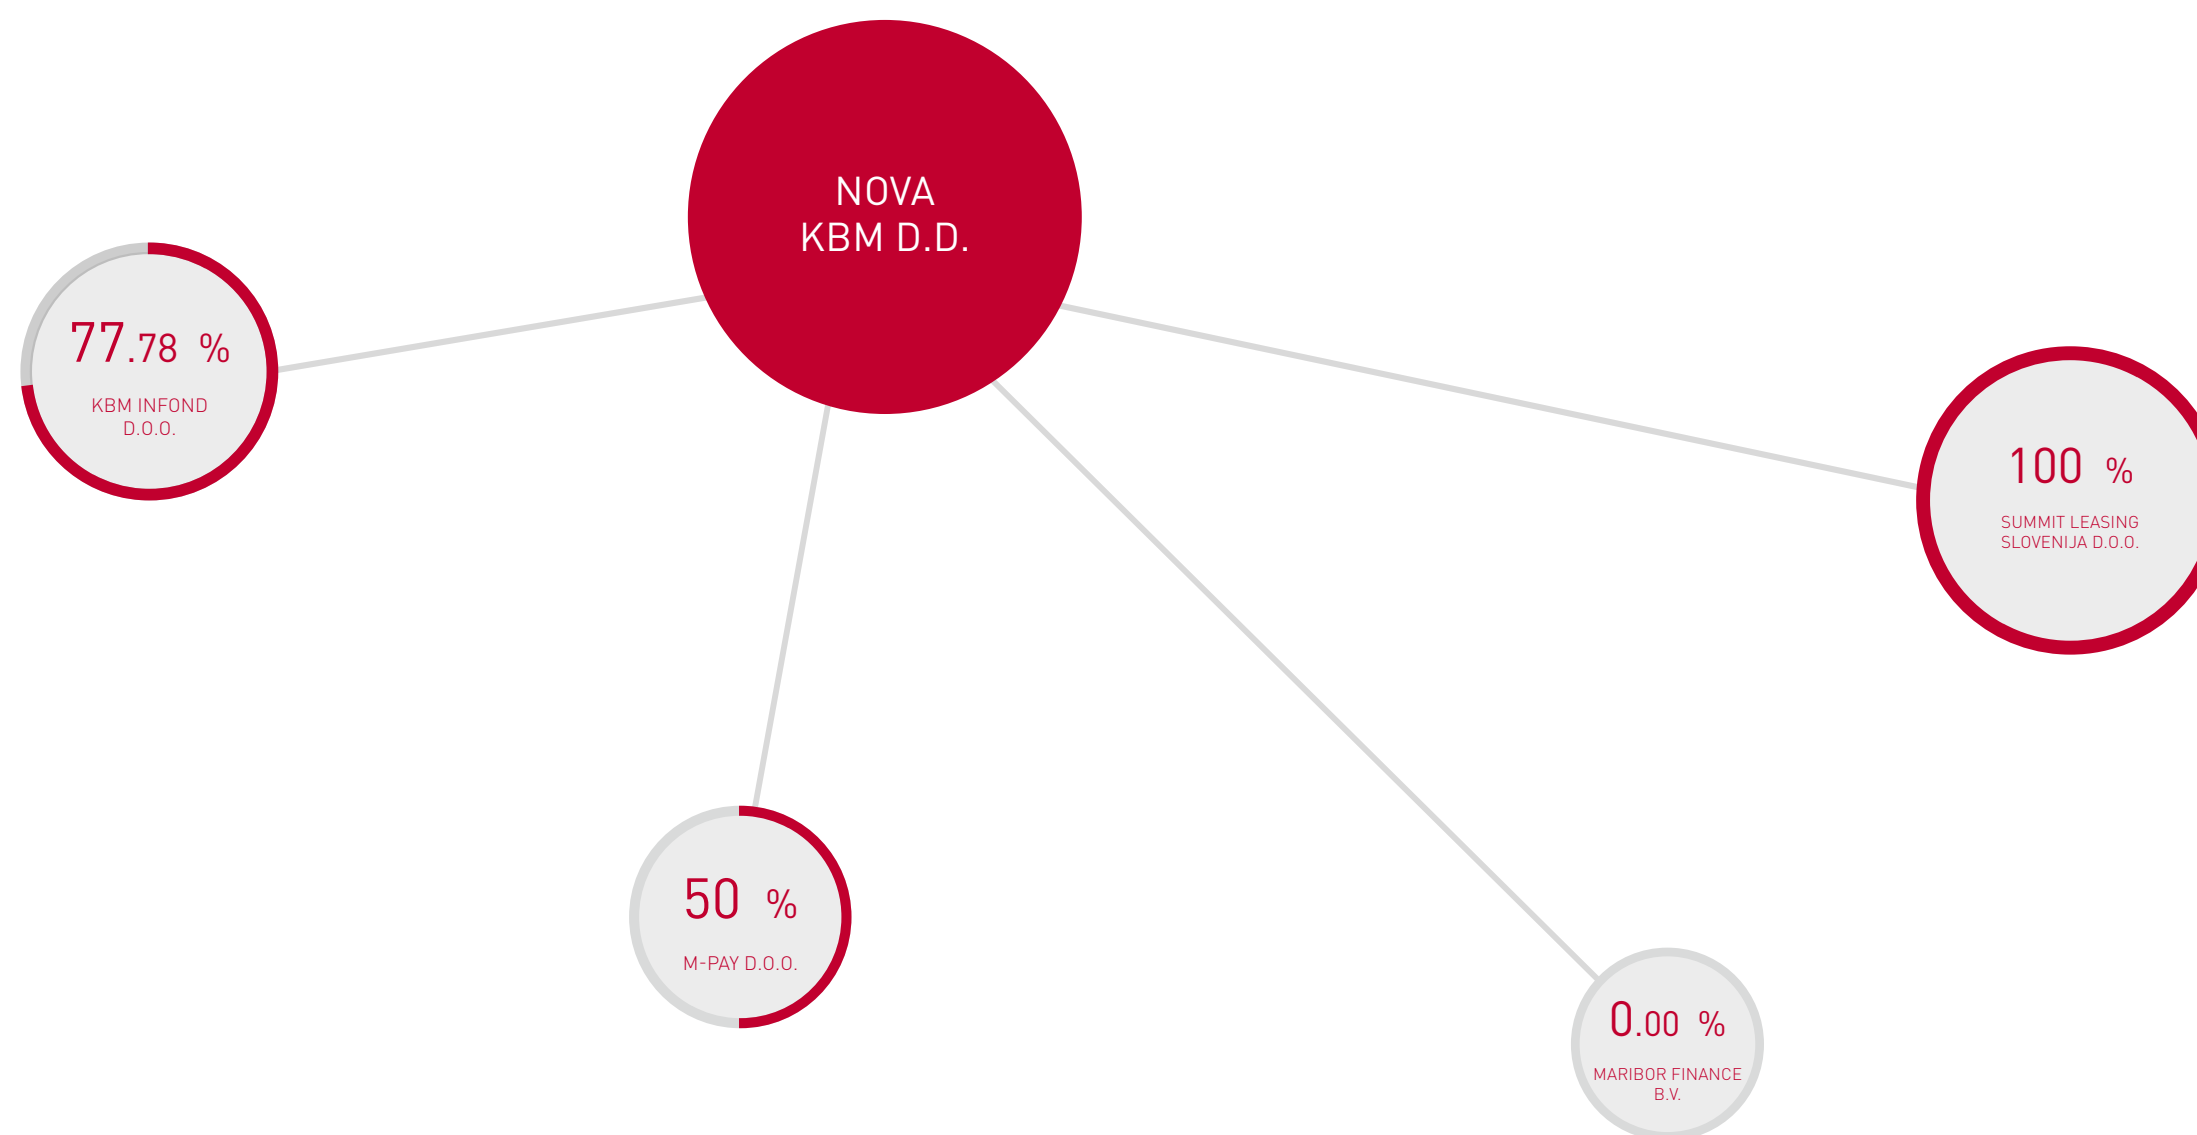 NOVA
KBM D.D.
77.78 %
KBM INFOND
D.O.O.
100 %
SUMMIT LEASING
SLOVENIJA D.O.O.
50 %
M-PAY D.O.O.
0.00 %
MARIBOR FINANCE
B.V.